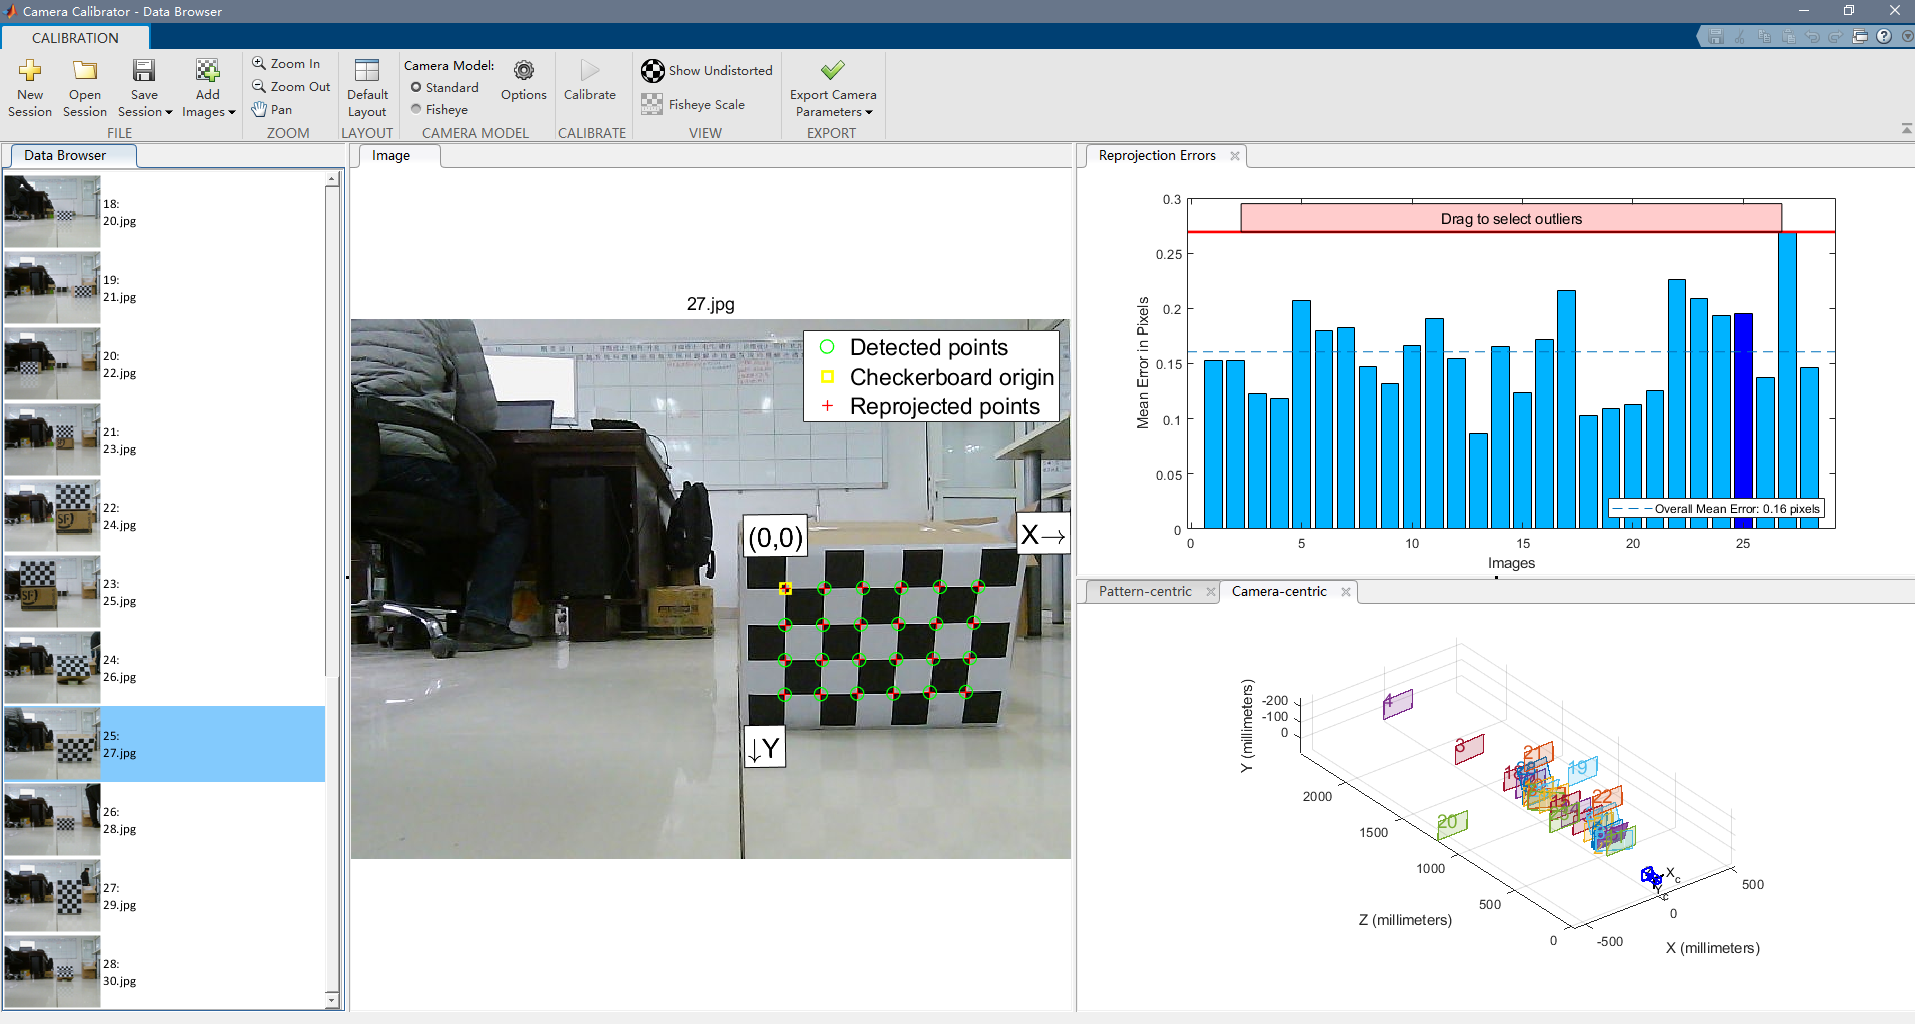 Camera Calibrator - Data Browser
CALIBRATION
New Session
Open Session
Save Session
Add Images
FILE
Zoom In
Zoom Out
Pan
ZOOM
Default Layout
LAYOUT
Camera Model:
Standard
Fisheye
Options
CAMERA MODEL
Calibrate
CALIBRATE
Show Undistorted
Fisheye Scale
VIEW
Export Camera Parameters
EXPORT
Data Browser
18:
20.jpg
19:
21.jpg
20:
22.jpg
21:
23.jpg
22:
24.jpg
23:
25.jpg
24:
26.jpg
25:
27.jpg
26:
28.jpg
27:
29.jpg
28:
30.jpg
Image
27.jpg
Detected points
Checkerboard origin
Reprojected points
(0,0)
X→
↓Y
Reprojection Errors
Drag to select outliers
0.3
0.25
0.2
0.15
0.1
0.05
0
Mean Error in Pixels
Overall Mean Error: 0.16 pixels
0 5 10 15 20 25
Images
Pattern-centric
Camera-centric
-200
-100
0
Y (millimeters)
2000
1500
1000
500
0
Z (millimeters)
-500
0
500
X (millimeters)
4
3
19
22
20
Xc
Yc